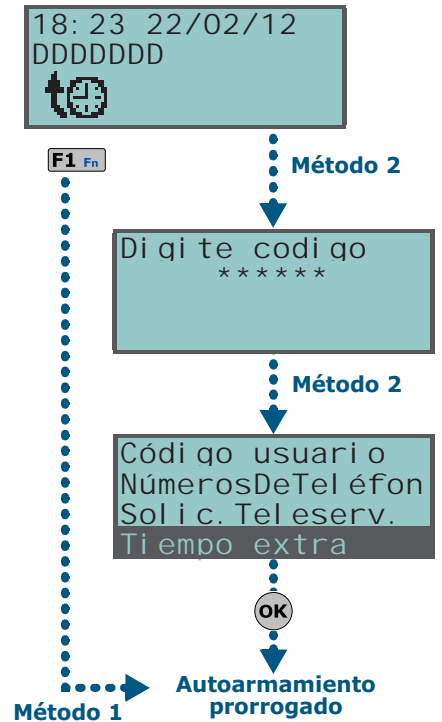 18:23 22/02/12
DDDDDDD
F1 Fn
Método 2
Digite codigo
******
Método 2
Código usuario
NúmerosDeTeléfon
Solic.Teleserv.
Tiempo extra
OK
Autoarmamiento
prorrogado
Método 1